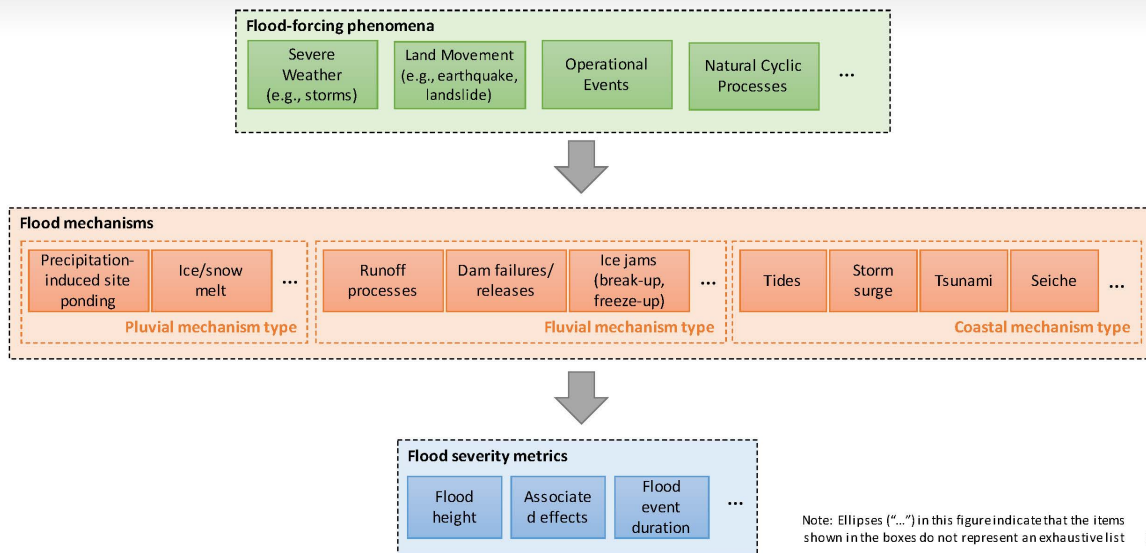 Flood-forcing phenomena
Severe
Weather
(e.g., storms)
Land Movement
(e.g., earthquake,
landslide)
Operational
Events
Natural Cyclic
Processes
...
Flood mechanisms
Precipitation-
induced site
ponding
Ice/snow
melt
...
Pluvial mechanism type
Runoff
processes
Dam failures/
releases
Ice jams
(break-up,
freeze-up)
...
Fluvial mechanism type
Tides
Storm
surge
Tsunami
Seiche
...
Coastal mechanism type
Flood severity metrics
Flood
height
Associate
d effects
Flood
event
duration
...
Note: Ellipses ("...") in this figure indicate that the items
shown in the boxes do not represent an exhaustive list